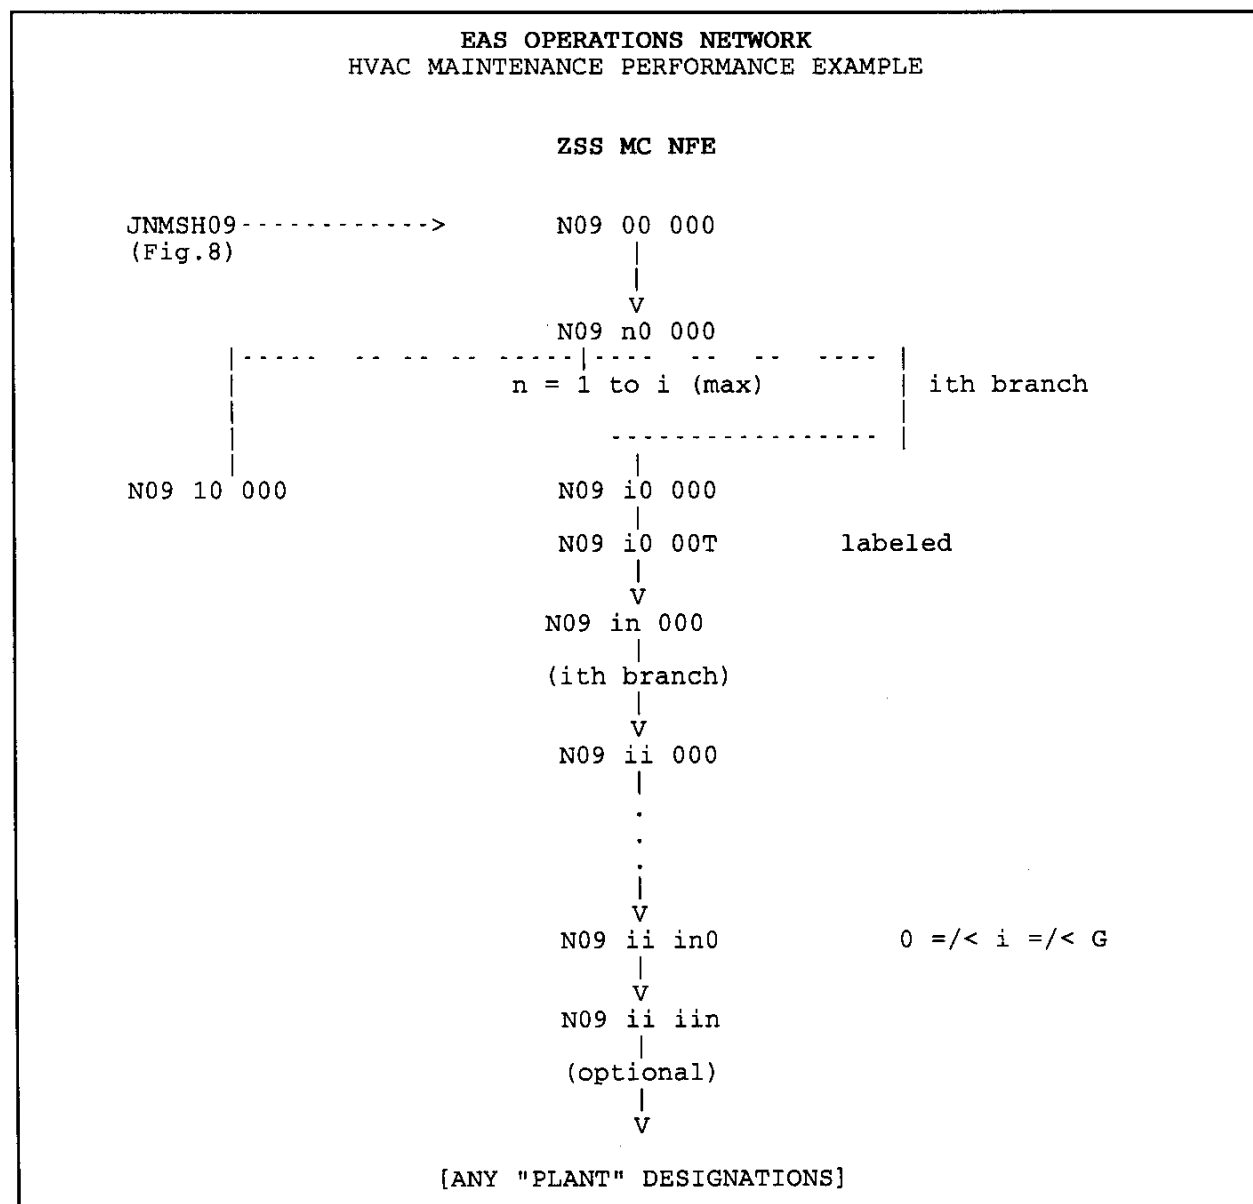 EAS OPERATIONS NETWORK
HVAC MAINTENANCE PERFORMANCE EXAMPLE
ZSS MC NFE
JNMSH09- - - - - - - - - - - -> N09 00 000
(Fig.8)
|
|
V
N09 n0 000
|- - - - - -- -- -- -- - - - - -|- - - - -- -- - - - - |
n = 1 to i (max) | ith branch
- - - - - - - - - - - - - - - - - |
N09 10 000 N09 i0 000
|
N09 i0 00T labeled
|
V
N09 in 000
|
(ith branch)
|
V
N09 ii 000
|
.
.
.
|
V
N09 ii in0 0 =/< i =/< G
|
V
N09 ii iin
|
(optional)
|
V
[ANY "PLANT" DESIGNATIONS]